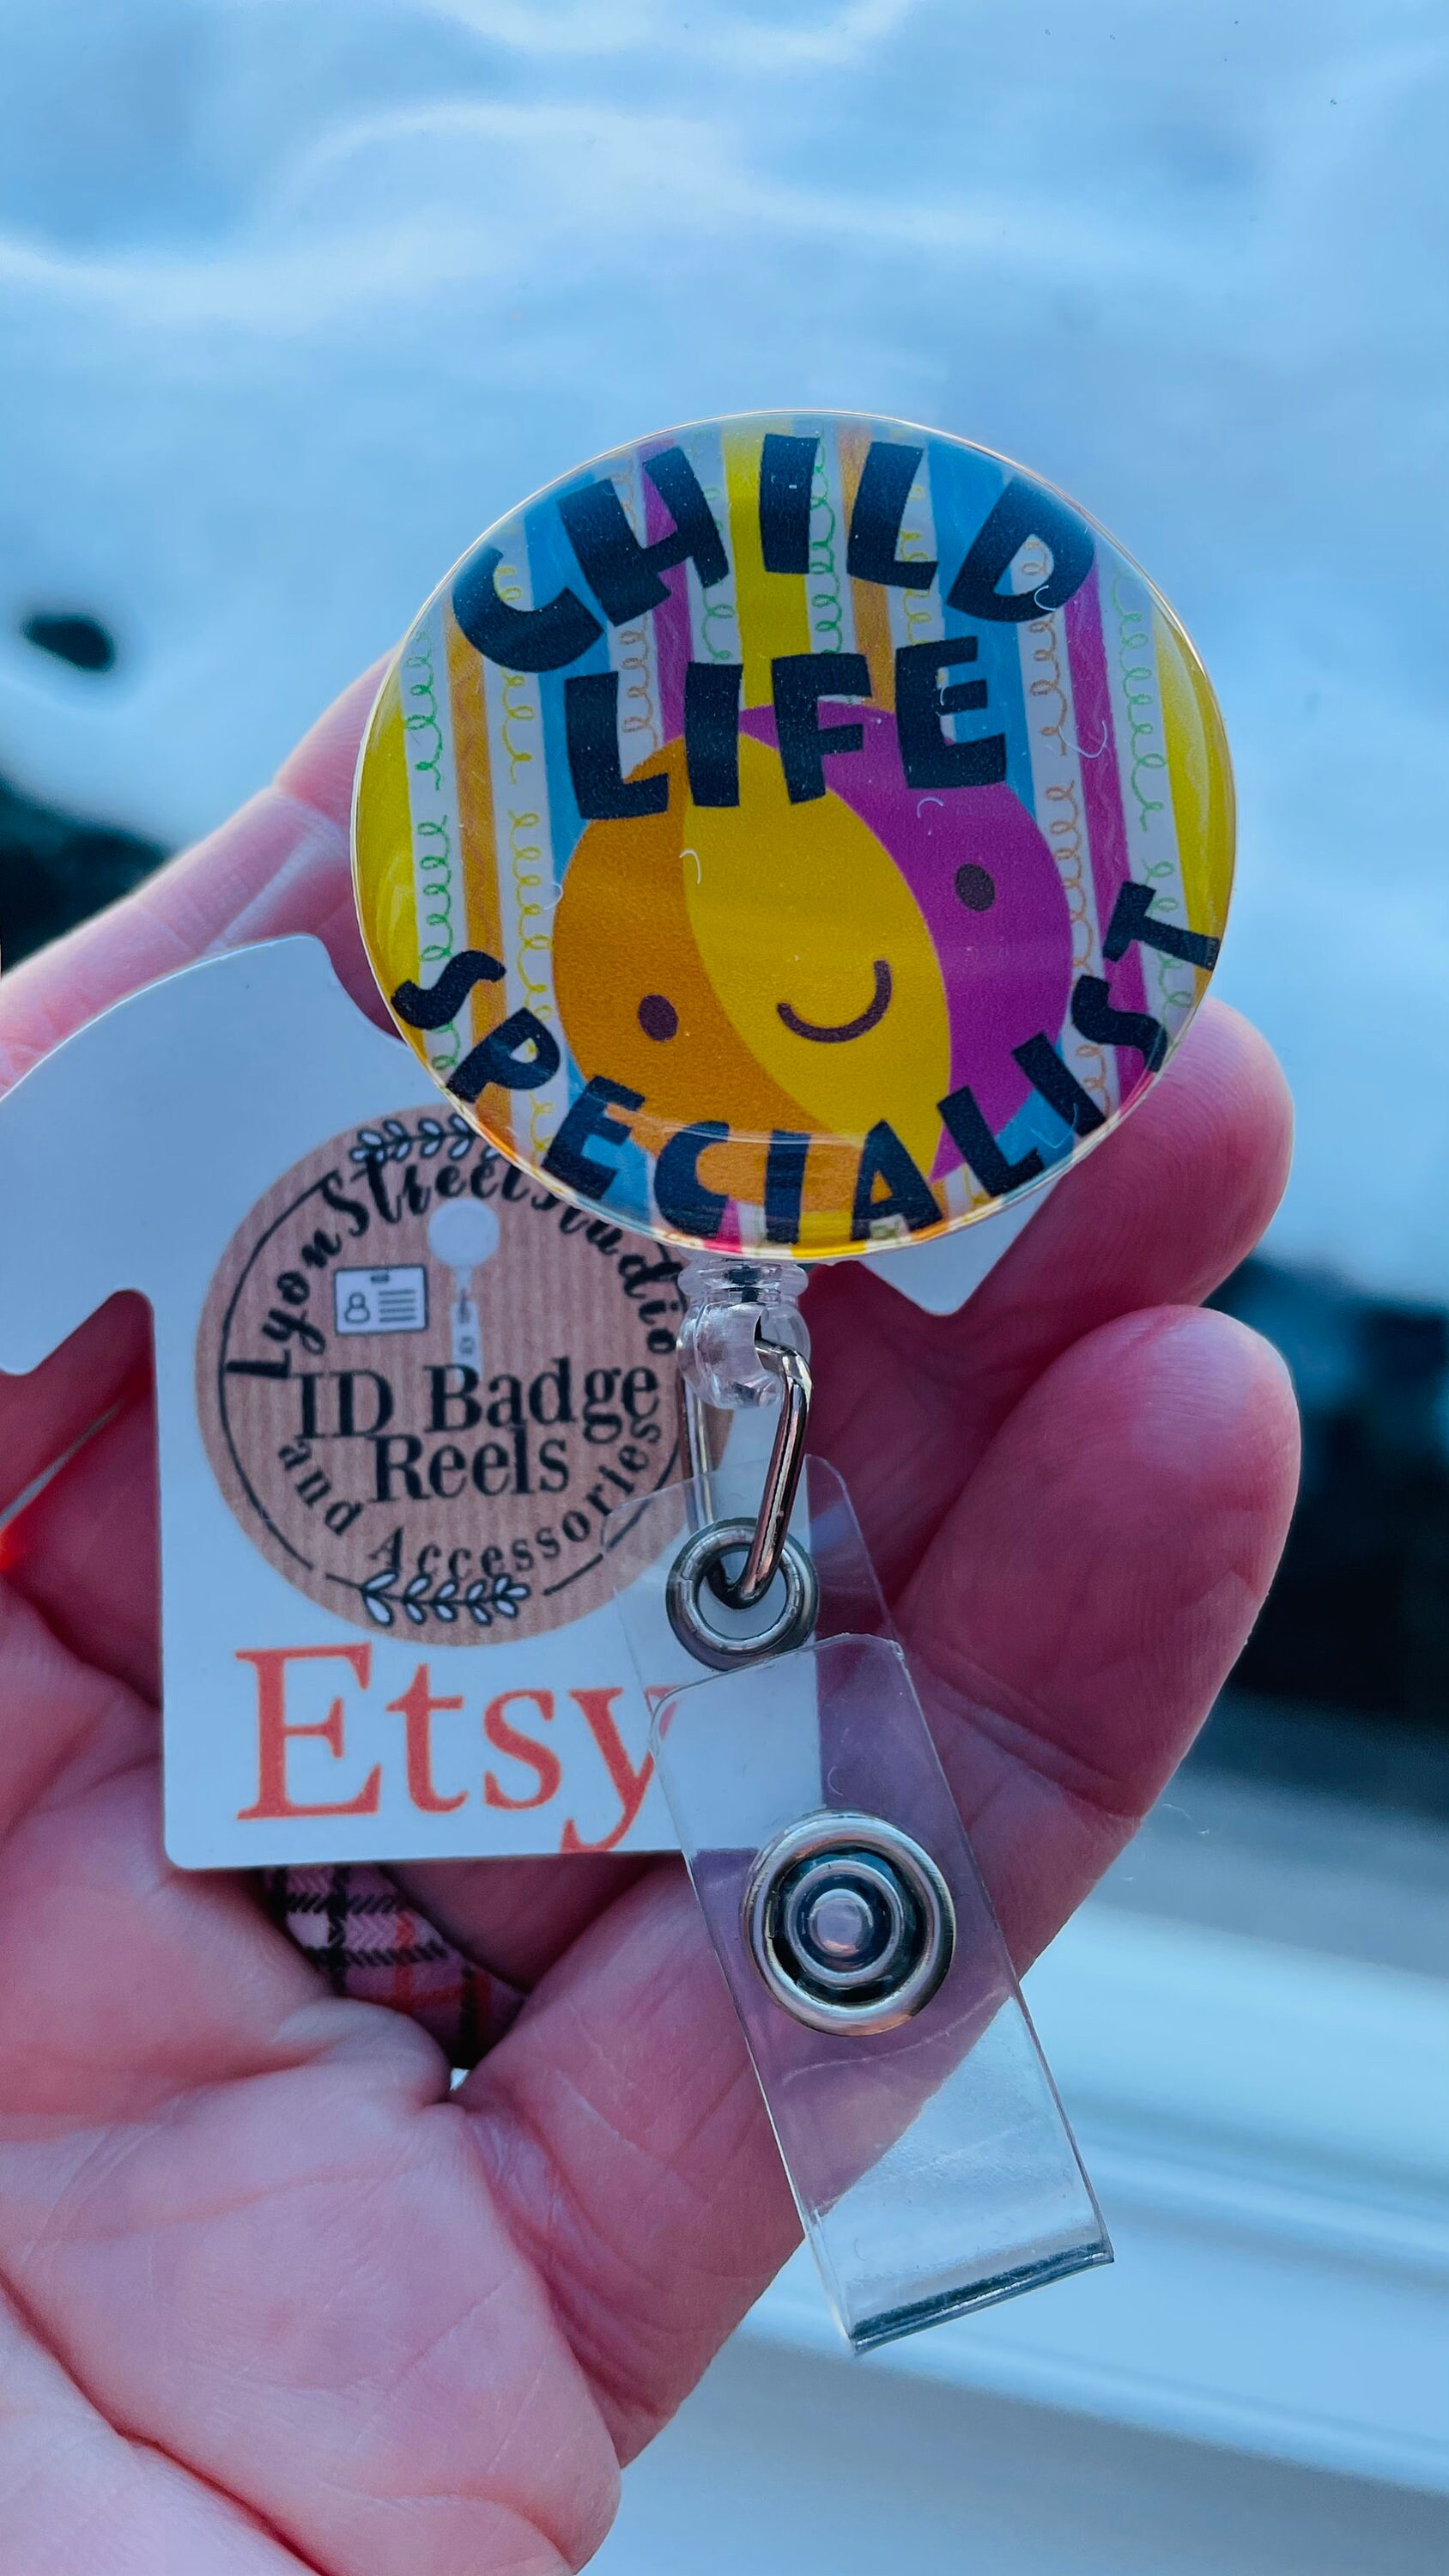 CHILD
LIFE
SPECIALIST
LyonStreetStudio
ID Badge
Reels
and Accessories
Etsy